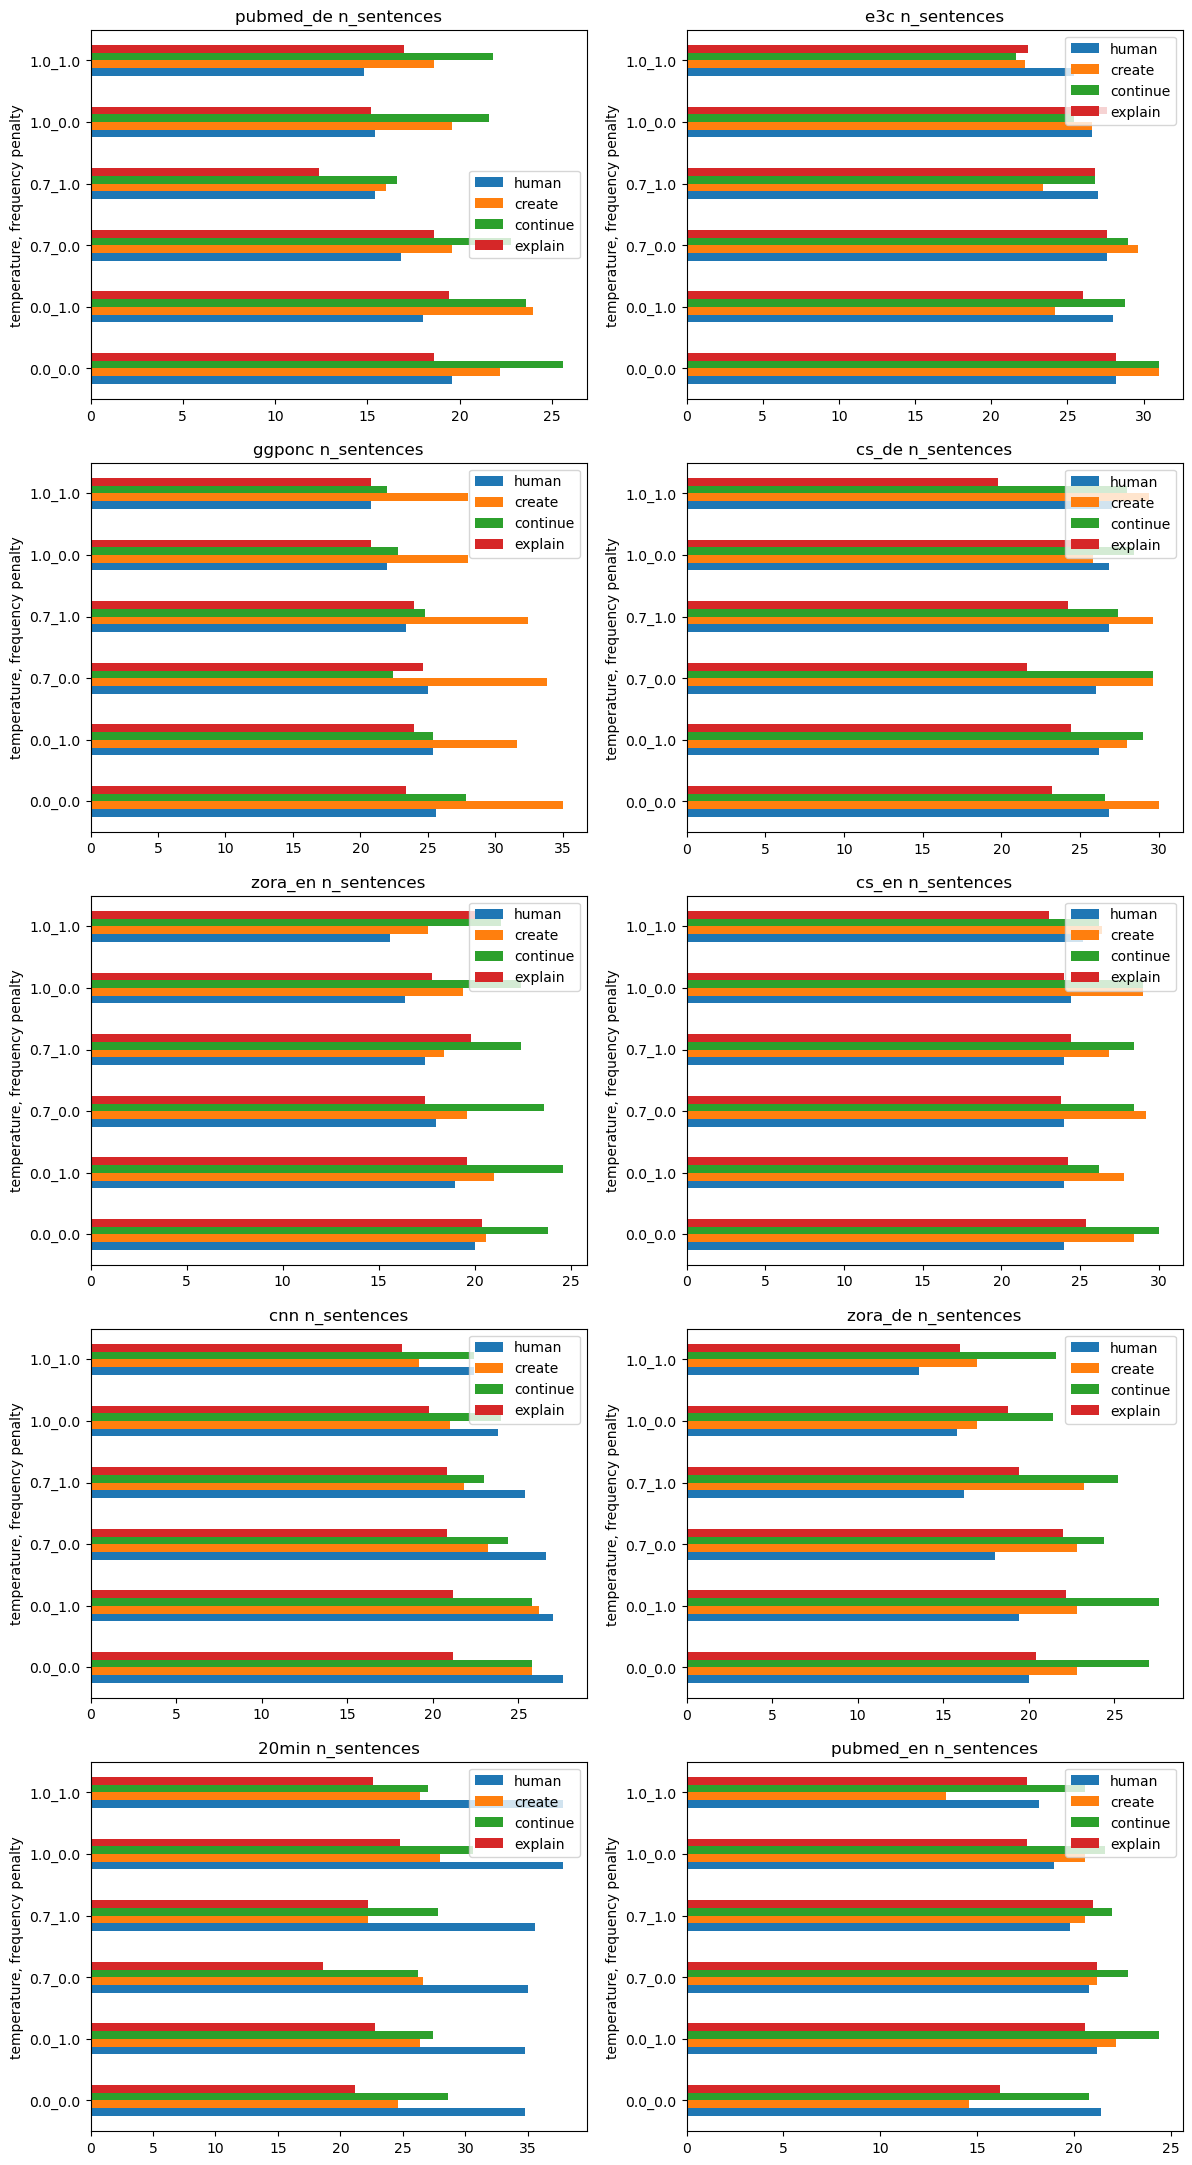 pubmed_de n_sentences
temperature, frequency penalty
1.0_1.0
1.0_0.0
0.7_1.0
0.7_0.0
0.0_1.0
0.0_0.0
0 5 10 15 20 25
human
create
continue
explain
e3c n_sentences
temperature, frequency penalty
1.0_1.0
1.0_0.0
0.7_1.0
0.7_0.0
0.0_1.0
0.0_0.0
0 5 10 15 20 25 30
human
create
continue
explain
ggponc n_sentences
temperature, frequency penalty
1.0_1.0
1.0_0.0
0.7_1.0
0.7_0.0
0.0_1.0
0.0_0.0
0 5 10 15 20 25 30 35
human
create
continue
explain
cs_de n_sentences
temperature, frequency penalty
1.0_1.0
1.0_0.0
0.7_1.0
0.7_0.0
0.0_1.0
0.0_0.0
0 5 10 15 20 25 30
human
create
continue
explain
zora_en n_sentences
temperature, frequency penalty
1.0_1.0
1.0_0.0
0.7_1.0
0.7_0.0
0.0_1.0
0.0_0.0
0 5 10 15 20 25
human
create
continue
explain
cs_en n_sentences
temperature, frequency penalty
1.0_1.0
1.0_0.0
0.7_1.0
0.7_0.0
0.0_1.0
0.0_0.0
0 5 10 15 20 25 30
human
create
continue
explain
cnn n_sentences
temperature, frequency penalty
1.0_1.0
1.0_0.0
0.7_1.0
0.7_0.0
0.0_1.0
0.0_0.0
0 5 10 15 20 25
human
create
continue
explain
zora_de n_sentences
temperature, frequency penalty
1.0_1.0
1.0_0.0
0.7_1.0
0.7_0.0
0.0_1.0
0.0_0.0
0 5 10 15 20 25
human
create
continue
explain
20min n_sentences
temperature, frequency penalty
1.0_1.0
1.0_0.0
0.7_1.0
0.7_0.0
0.0_1.0
0.0_0.0
0 5 10 15 20 25 30 35
human
create
continue
explain
pubmed_en n_sentences
temperature, frequency penalty
1.0_1.0
1.0_0.0
0.7_1.0
0.7_0.0
0.0_1.0
0.0_0.0
0 5 10 15 20 25
human
create
continue
explain